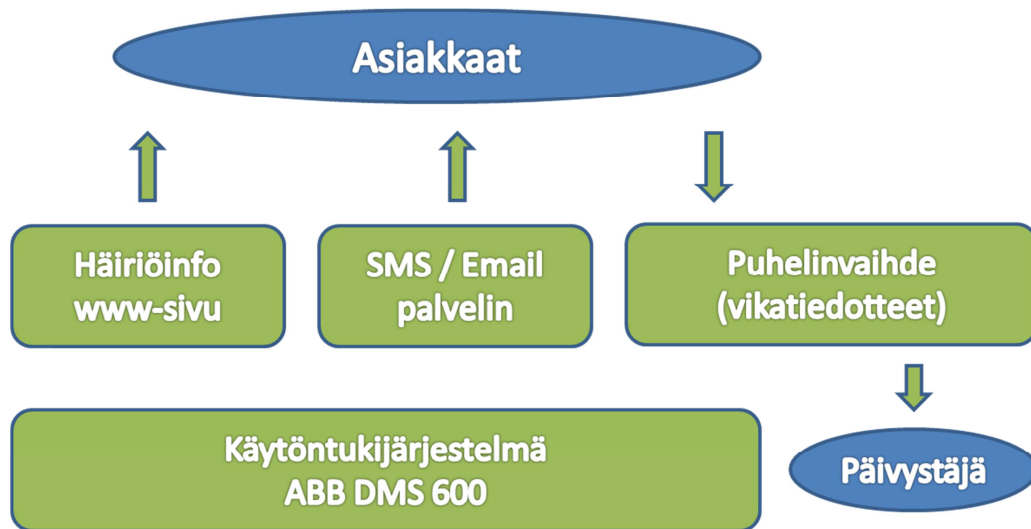 Asiakkaat
Häiriöinfo
www-sivu
SMS / Email
palvelin
Puhelinvaihde
(vikatiedotteet)
Käytöntukijärjestelmä
ABB DMS 600
Päivystäjä